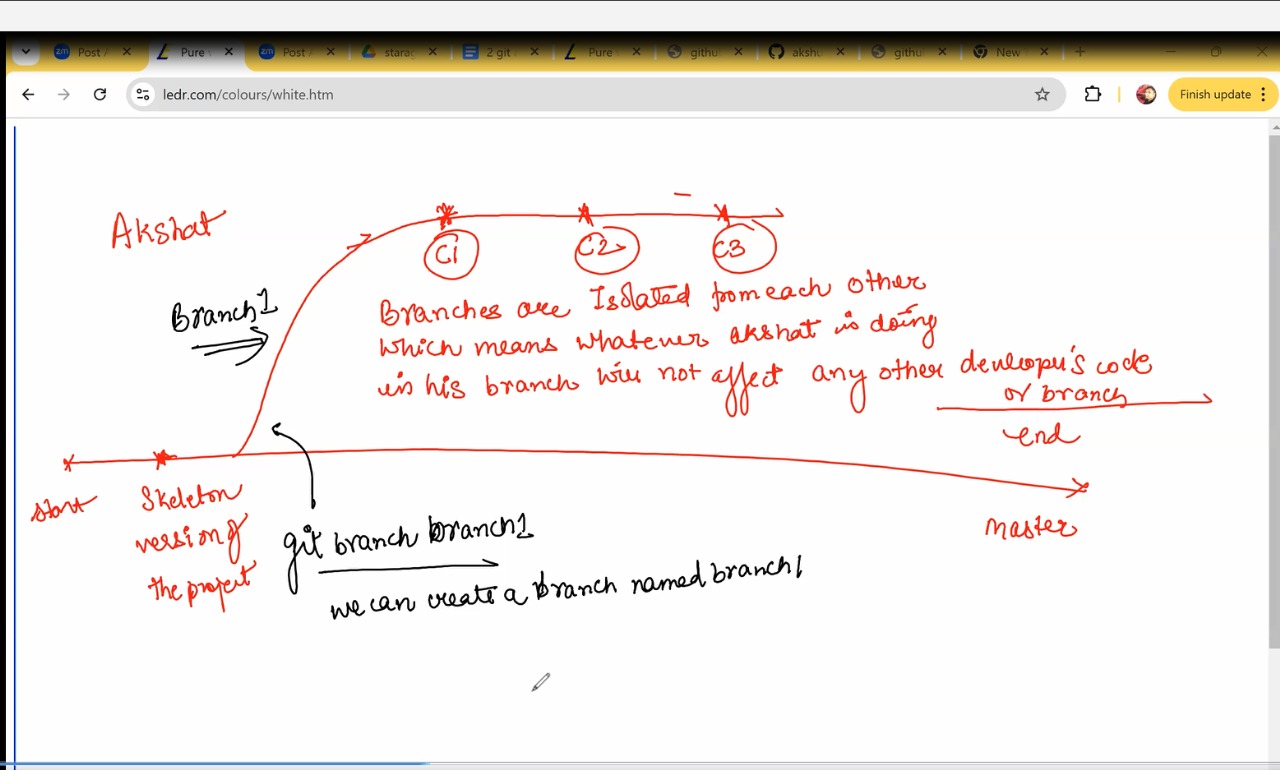 Post /
Pure
Post /
starag
2 git
Pure
githu
akshu
githu
New
ledr.com/colours/white.htm
Finish update
Akshat
C1
C2
C3
Branch1
Branches are Isolated from each other
which means whatever akshat is doing
in his branch will not affect any other devloper's code
or branch
end
start
Skeleton
version of
the project
git branch branch1
we can create a branch named branch1
Master